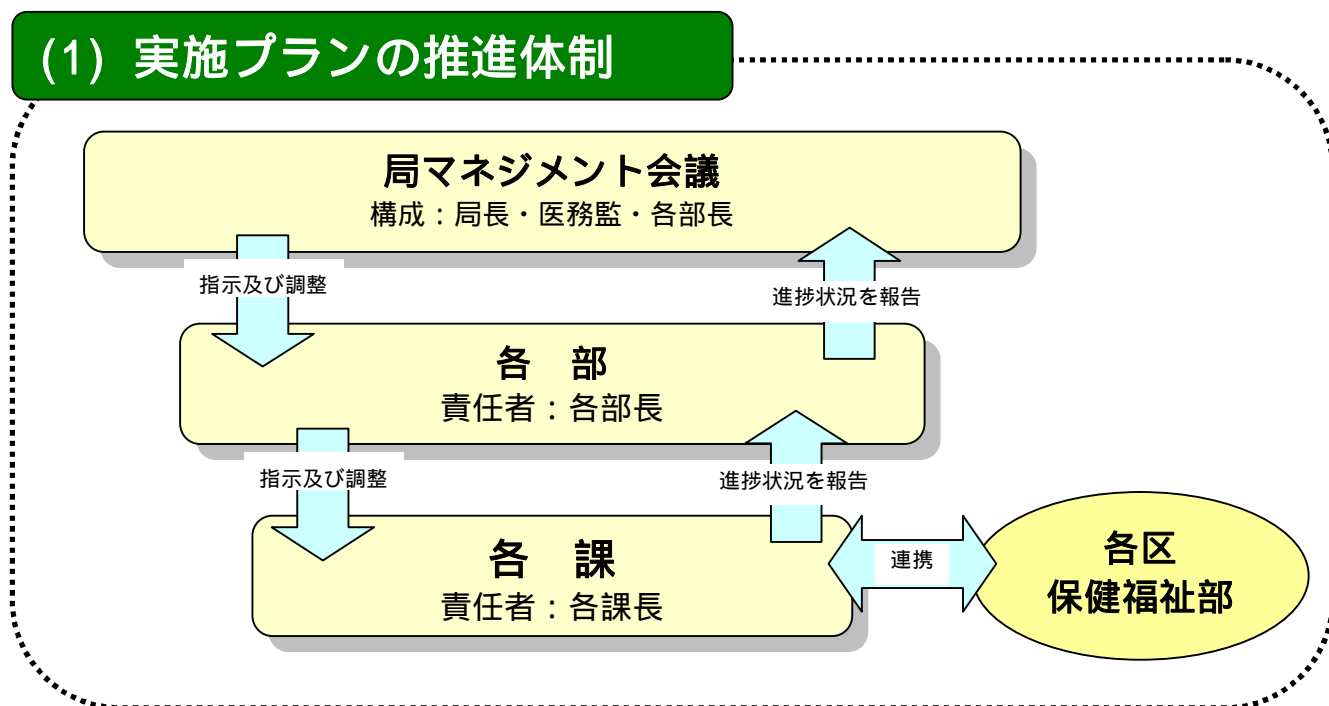 (1) 実施プランの推進体制
局マネジメント会議
構成：局長・医務監・各部長
指示及び調整
進捗状況を報告
各　部
責任者：各部長
指示及び調整
進捗状況を報告
各　課
責任者：各課長
連携
各区
保健福祉部